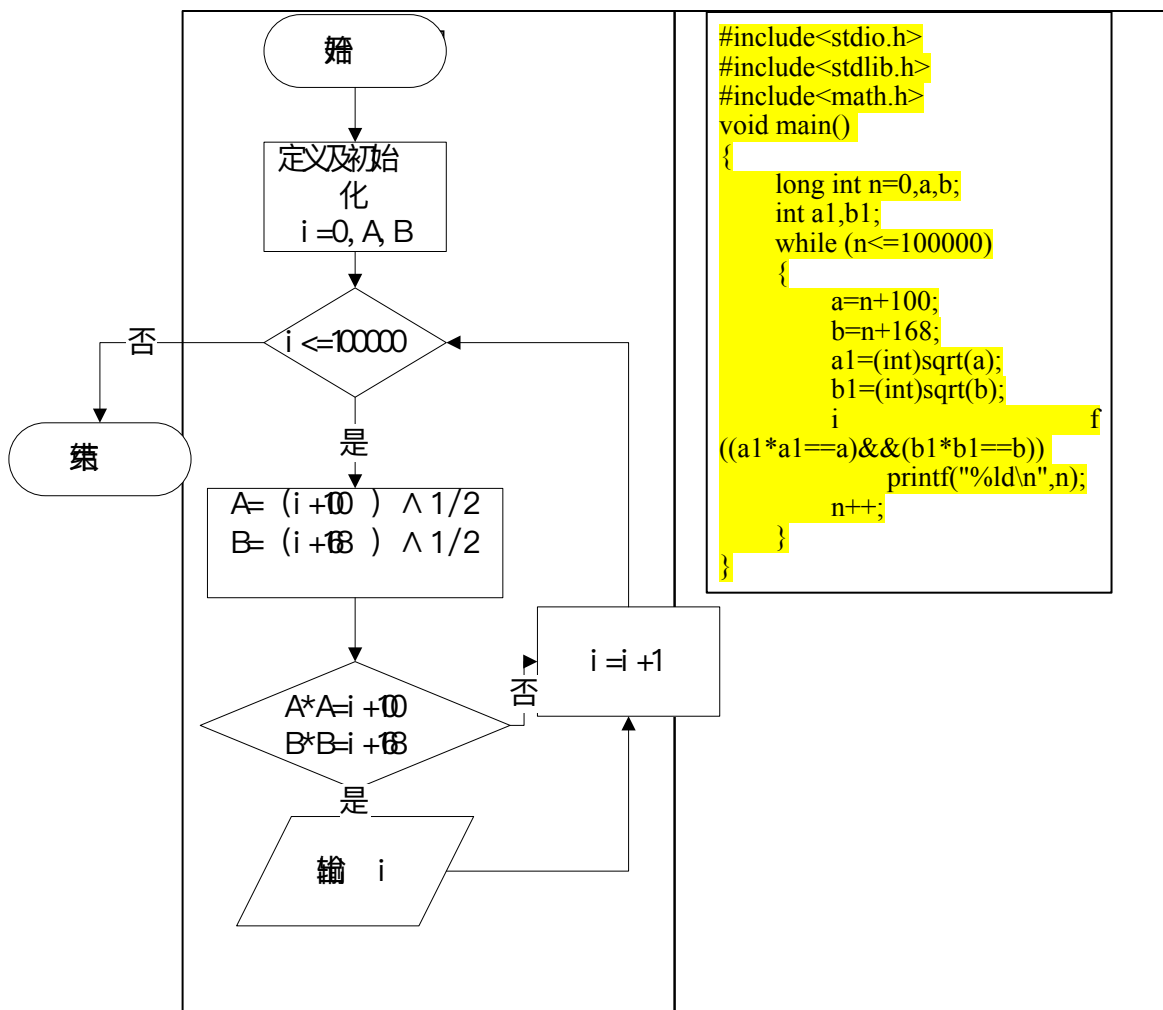 开始
定义及初始
化
i=0, A, B
i<=100000
否
结束
是
A= (i+100 ) ∧ 1/2
B= (i+168 ) ∧ 1/2
A*A=i+100
B*B=i+168
否
i=i+1
是
输出 i
#include<stdio.h>
#include<stdlib.h>
#include<math.h>
void main()
{
long int n=0,a,b;
int a1,b1;
while (n<=100000)
{
a=n+100;
b=n+168;
a1=(int)sqrt(a);
b1=(int)sqrt(b);
i f
((a1*a1==a)&&(b1*b1==b))
printf("%ld\n",n);
n++;
}
}